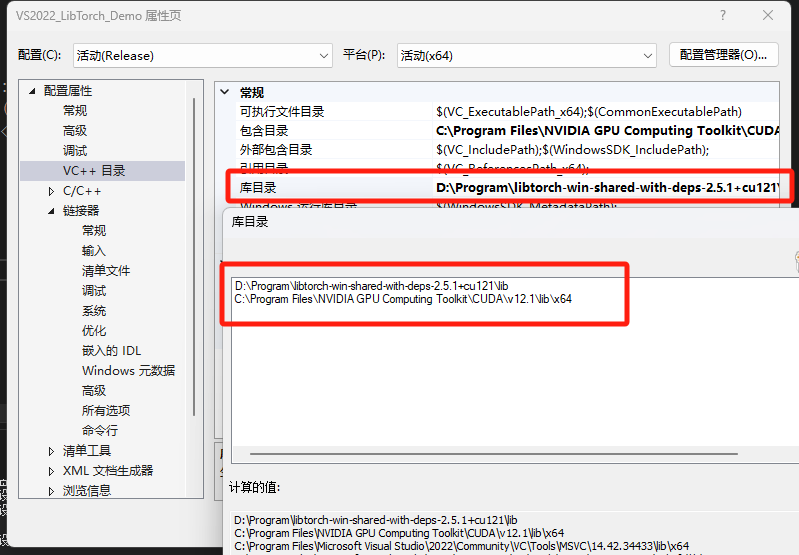 VS2022_LibTorch_Demo 属性页
配置(C): 活动(Release) 平台(P): 活动(x64) 配置管理器(O)...
配置属性
常规
高级
调试
VC++ 目录
C/C++
链接器
常规
输入
清单文件
调试
系统
优化
嵌入的 IDL
Windows 元数据
高级
所有选项
命令行
清单工具
XML 文档生成器
浏览信息
常规
可执行文件目录 $(VC_ExecutablePath_x64);$(CommonExecutablePath)
包含目录 C:\Program Files\NVIDIA GPU Computing Toolkit\CUDA
外部包含目录 $(VC_IncludePath);$(WindowsSDK_IncludePath);
引用目录 $(VC_ReferencesPath_x64);
库目录 D:\Program\libtorch-win-shared-with-deps-2.5.1+cu121\
Windows 运行库目录 $(WindowsSDK_MetadataPath);
库目录
D:\Program\libtorch-win-shared-with-deps-2.5.1+cu121\lib
C:\Program Files\NVIDIA GPU Computing Toolkit\CUDA\v12.1\lib\x64
计算的值:
D:\Program\libtorch-win-shared-with-deps-2.5.1+cu121\lib
C:\Program Files\NVIDIA GPU Computing Toolkit\CUDA\v12.1\lib\x64
C:\Program Files\Microsoft Visual Studio\2022\Community\VC\Tools\MSVC\14.42.34433\lib\x64